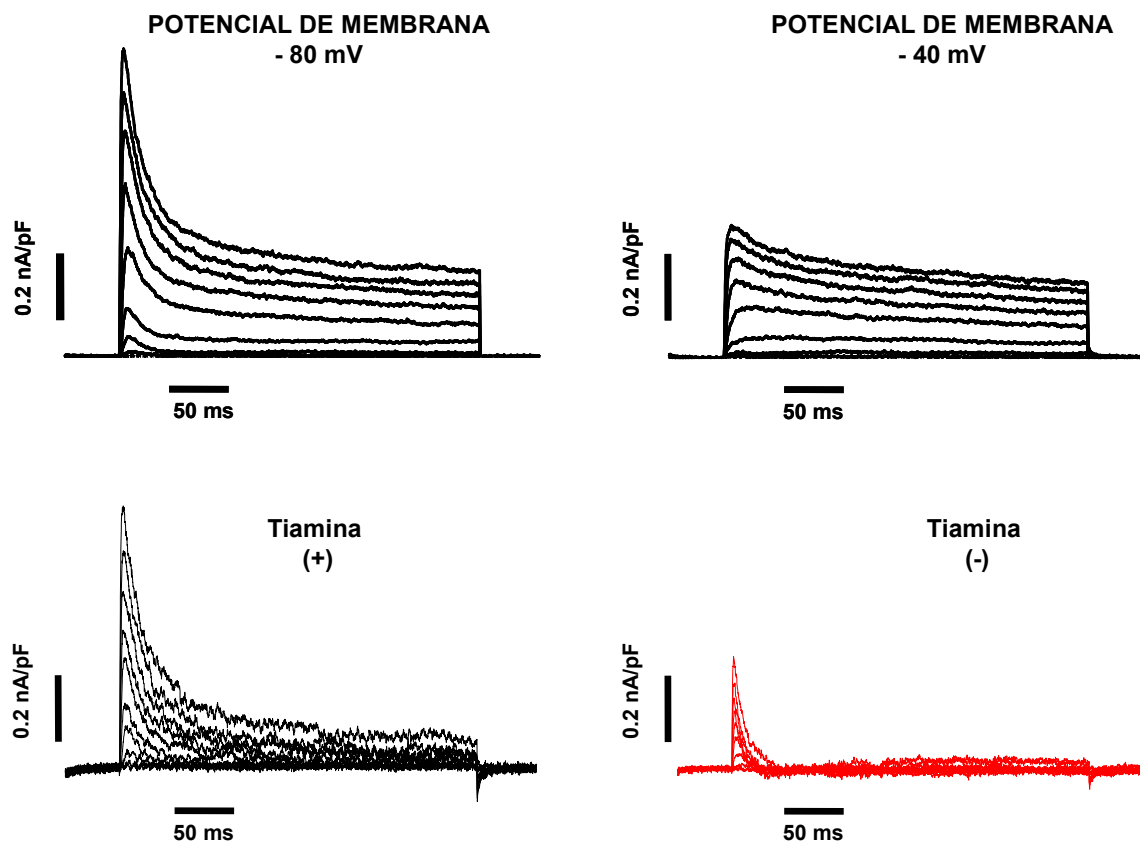 POTENCIAL DE MEMBRANA
- 80 mV
0.2 nA/pF
50 ms
POTENCIAL DE MEMBRANA
- 40 mV
0.2 nA/pF
50 ms
Tiamina
(+)
0.2 nA/pF
50 ms
Tiamina
(-)
0.2 nA/pF
50 ms